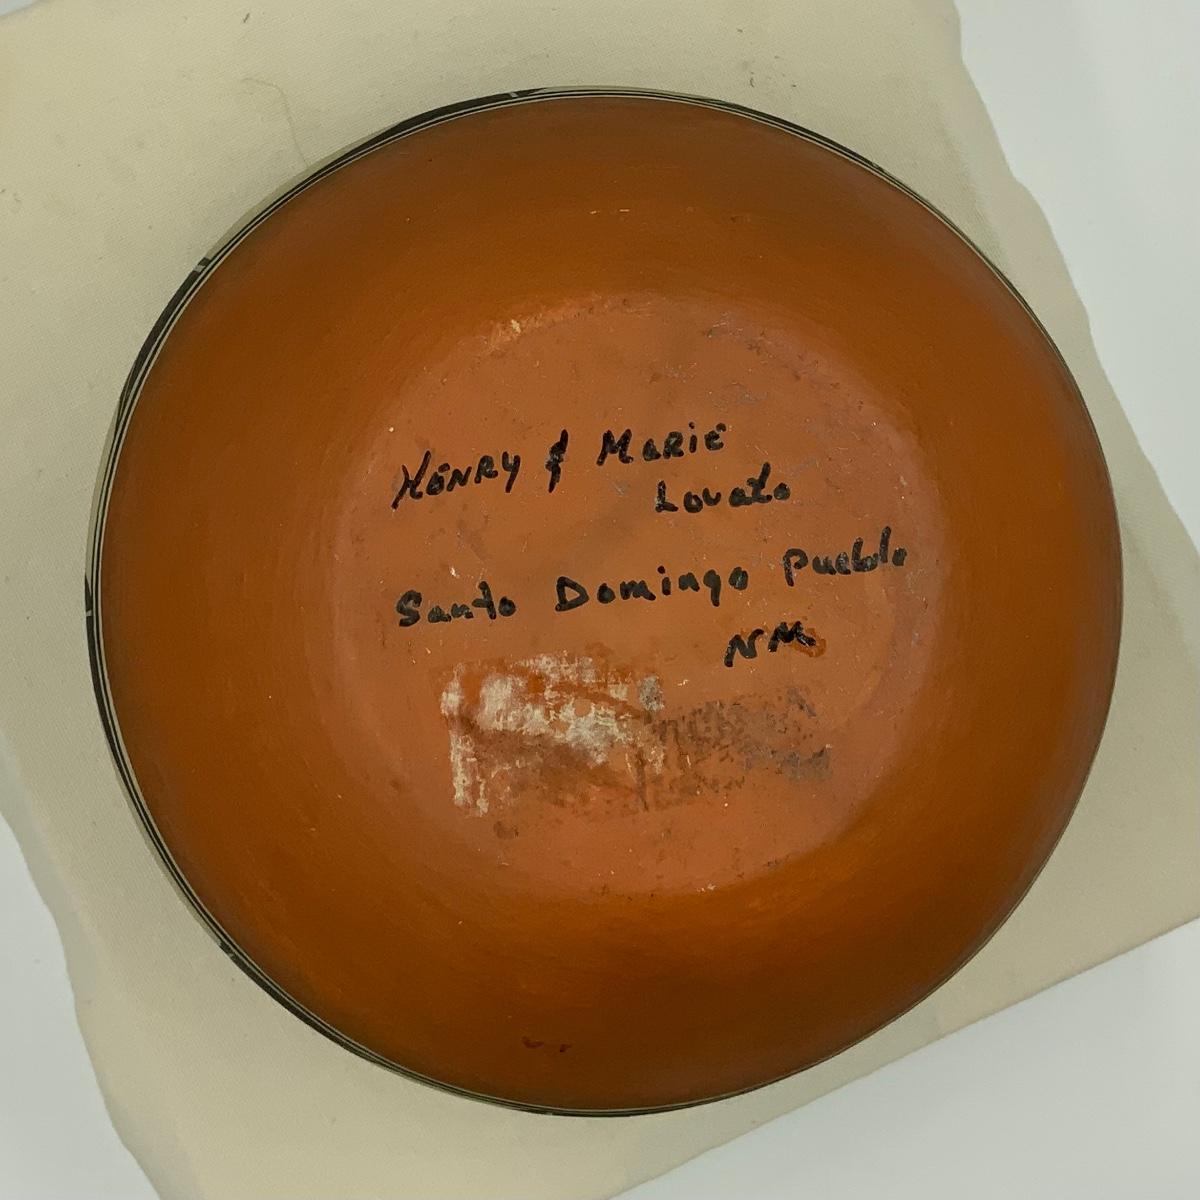 HENRY & MARIE
Lovato
Santo Domingo Pueblo
NM